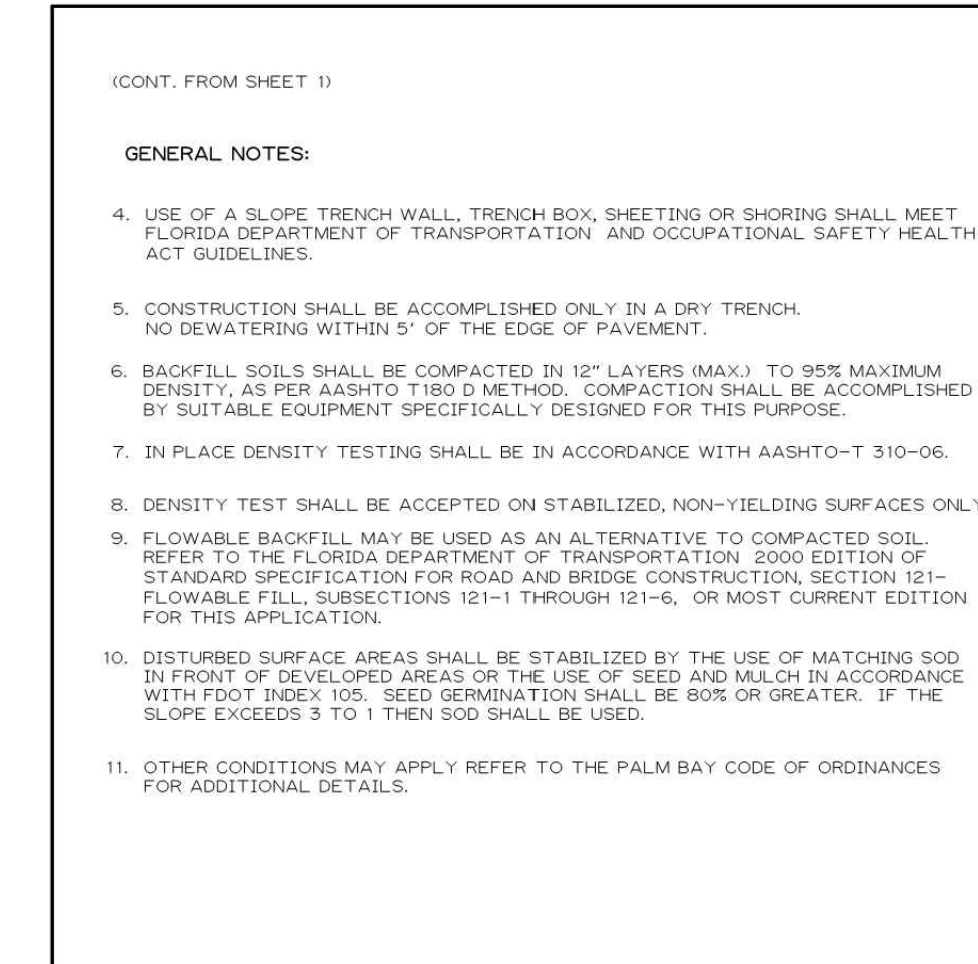 (CONT. FROM SHEET 1)
GENERAL NOTES:
4. USE OF A SLOPE TRENCH WALL, TRENCH BOX, SHEETING OR SHORING SHALL MEET
FLORIDA DEPARTMENT OF TRANSPORTATION AND OCCUPATIONAL SAFETY HEALTH
ACT GUIDELINES.
5. CONSTRUCTION SHALL BE ACCOMPLISHED ONLY IN A DRY TRENCH.
NO DEWATERING WITHIN 5' OF THE EDGE OF PAVEMENT.
6. BACKFILL SOILS SHALL BE COMPACTED IN 12" LAYERS (MAX.) TO 95% MAXIMUM
DENSITY, AS PER AASHTO T180 D METHOD. COMPACTION SHALL BE ACCOMPLISHED
BY SUITABLE EQUIPMENT SPECIFICALLY DESIGNED FOR THIS PURPOSE.
7. IN PLACE DENSITY TESTING SHALL BE IN ACCORDANCE WITH AASHTO-T 310-06.
8. DENSITY TEST SHALL BE ACCEPTED ON STABILIZED, NON-YIELDING SURFACES ONLY
9. FLOWABLE BACKFILL MAY BE USED AS AN ALTERNATIVE TO COMPACTED SOIL.
REFER TO THE FLORIDA DEPARTMENT OF TRANSPORTATION 2000 EDITION OF
STANDARD SPECIFICATION FOR ROAD AND BRIDGE CONSTRUCTION, SECTION 121-
FLOWABLE FILL, SUBSECTIONS 121-1 THROUGH 121-6, OR MOST CURRENT EDITION
FOR THIS APPLICATION.
10. DISTURBED SURFACE AREAS SHALL BE STABILIZED BY THE USE OF MATCHING SOD
IN FRONT OF DEVELOPED AREAS OR THE USE OF SEED AND MULCH IN ACCORDANCE
WITH FDOT INDEX 105. SEED GERMINATION SHALL BE 80% OR GREATER. IF THE
SLOPE EXCEEDS 3 TO 1 THEN SOD SHALL BE USED.
11. OTHER CONDITIONS MAY APPLY REFER TO THE PALM BAY CODE OF ORDINANCES
FOR ADDITIONAL DETAILS.